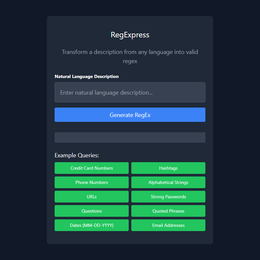 RegExpress
Transform a description from any language into valid
regex
Natural Language Description
Enter natural language description...
Generate RegEx
Example Queries:
Credit Card Numbers
Hashtags
Phone Numbers
Alphabetical Strings
URLs
Strong Passwords
Questions
Quoted Phrases
Dates (MM-DD-YYYY)
Email Addresses